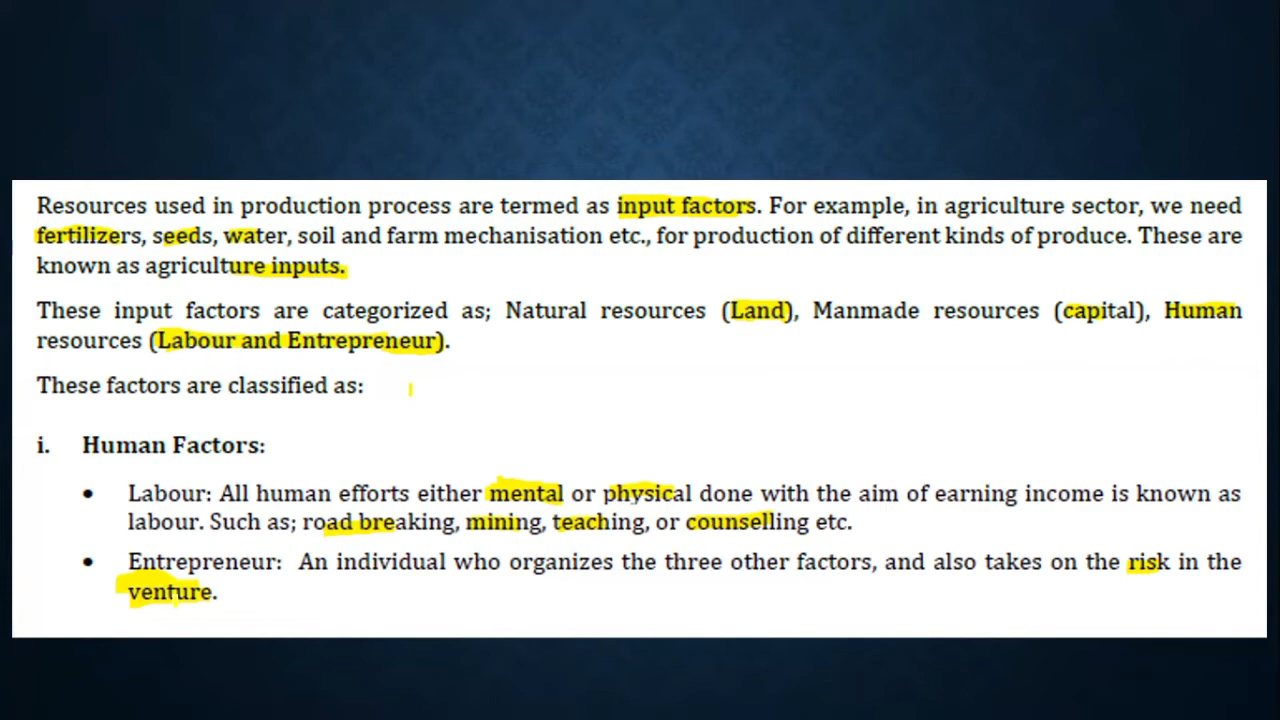 Resources used in production process are termed as input factors. For example, in agriculture sector, we need
fertilizers, seeds, water, soil and farm mechanisation etc., for production of different kinds of produce. These are
known as agriculture inputs.
These input factors are categorized as; Natural resources (Land), Manmade resources (capital), Human
resources (Labour and Entrepreneur).
These factors are classified as:
i. Human Factors:
• Labour: All human efforts either mental or physical done with the aim of earning income is known as
labour. Such as; road breaking, mining, teaching, or counselling etc.
• Entrepreneur: An individual who organizes the three other factors, and also takes on the risk in the
venture.